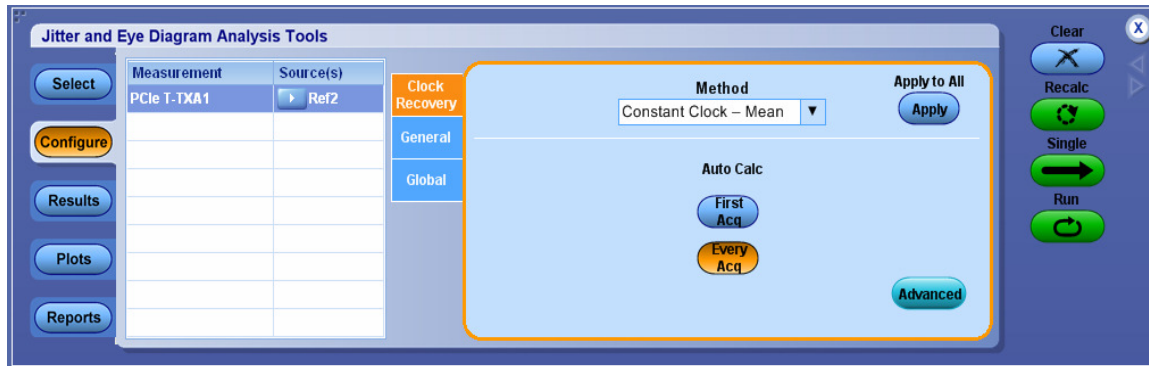 Jitter and Eye Diagram Analysis Tools
Select
Configure
Results
Plots
Reports
Measurement Source(s)
PCIe T-TXA1 Ref2
Clock
Recovery
General
Global
Method
Constant Clock – Mean
Apply to All
Apply
Auto Calc
First
Acq
Every
Acq
Advanced
Clear
X
Recalc
Single
Run